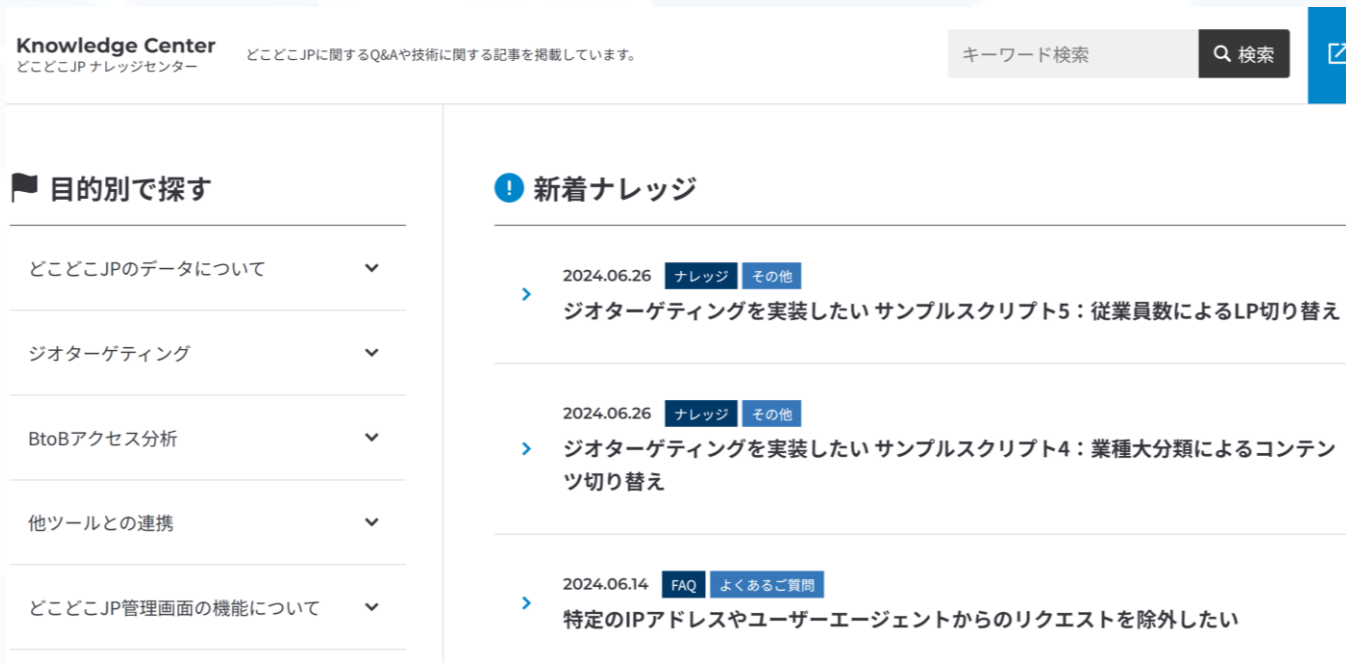 Knowledge Center
どこどこJP ナレッジセンター
どこどこJPに関するQ&Aや技術に関する記事を掲載しています。
キーワード検索
検索
目的別で探す
どこどこJPのデータについて
ジオターゲティング
BtoBアクセス分析
他ツールとの連携
どこどこJP管理画面の機能について
新着ナレッジ
2024.06.26 ナレッジ その他
ジオターゲティングを実装したい サンプルスクリプト5：従業員数によるLP切り替え
2024.06.26 ナレッジ その他
ジオターゲティングを実装したい サンプルスクリプト4：業種大分類によるコンテン
ツ切り替え
2024.06.14 FAQ よくあるご質問
特定のIPアドレスやユーザーエージェントからのリクエストを除外したい